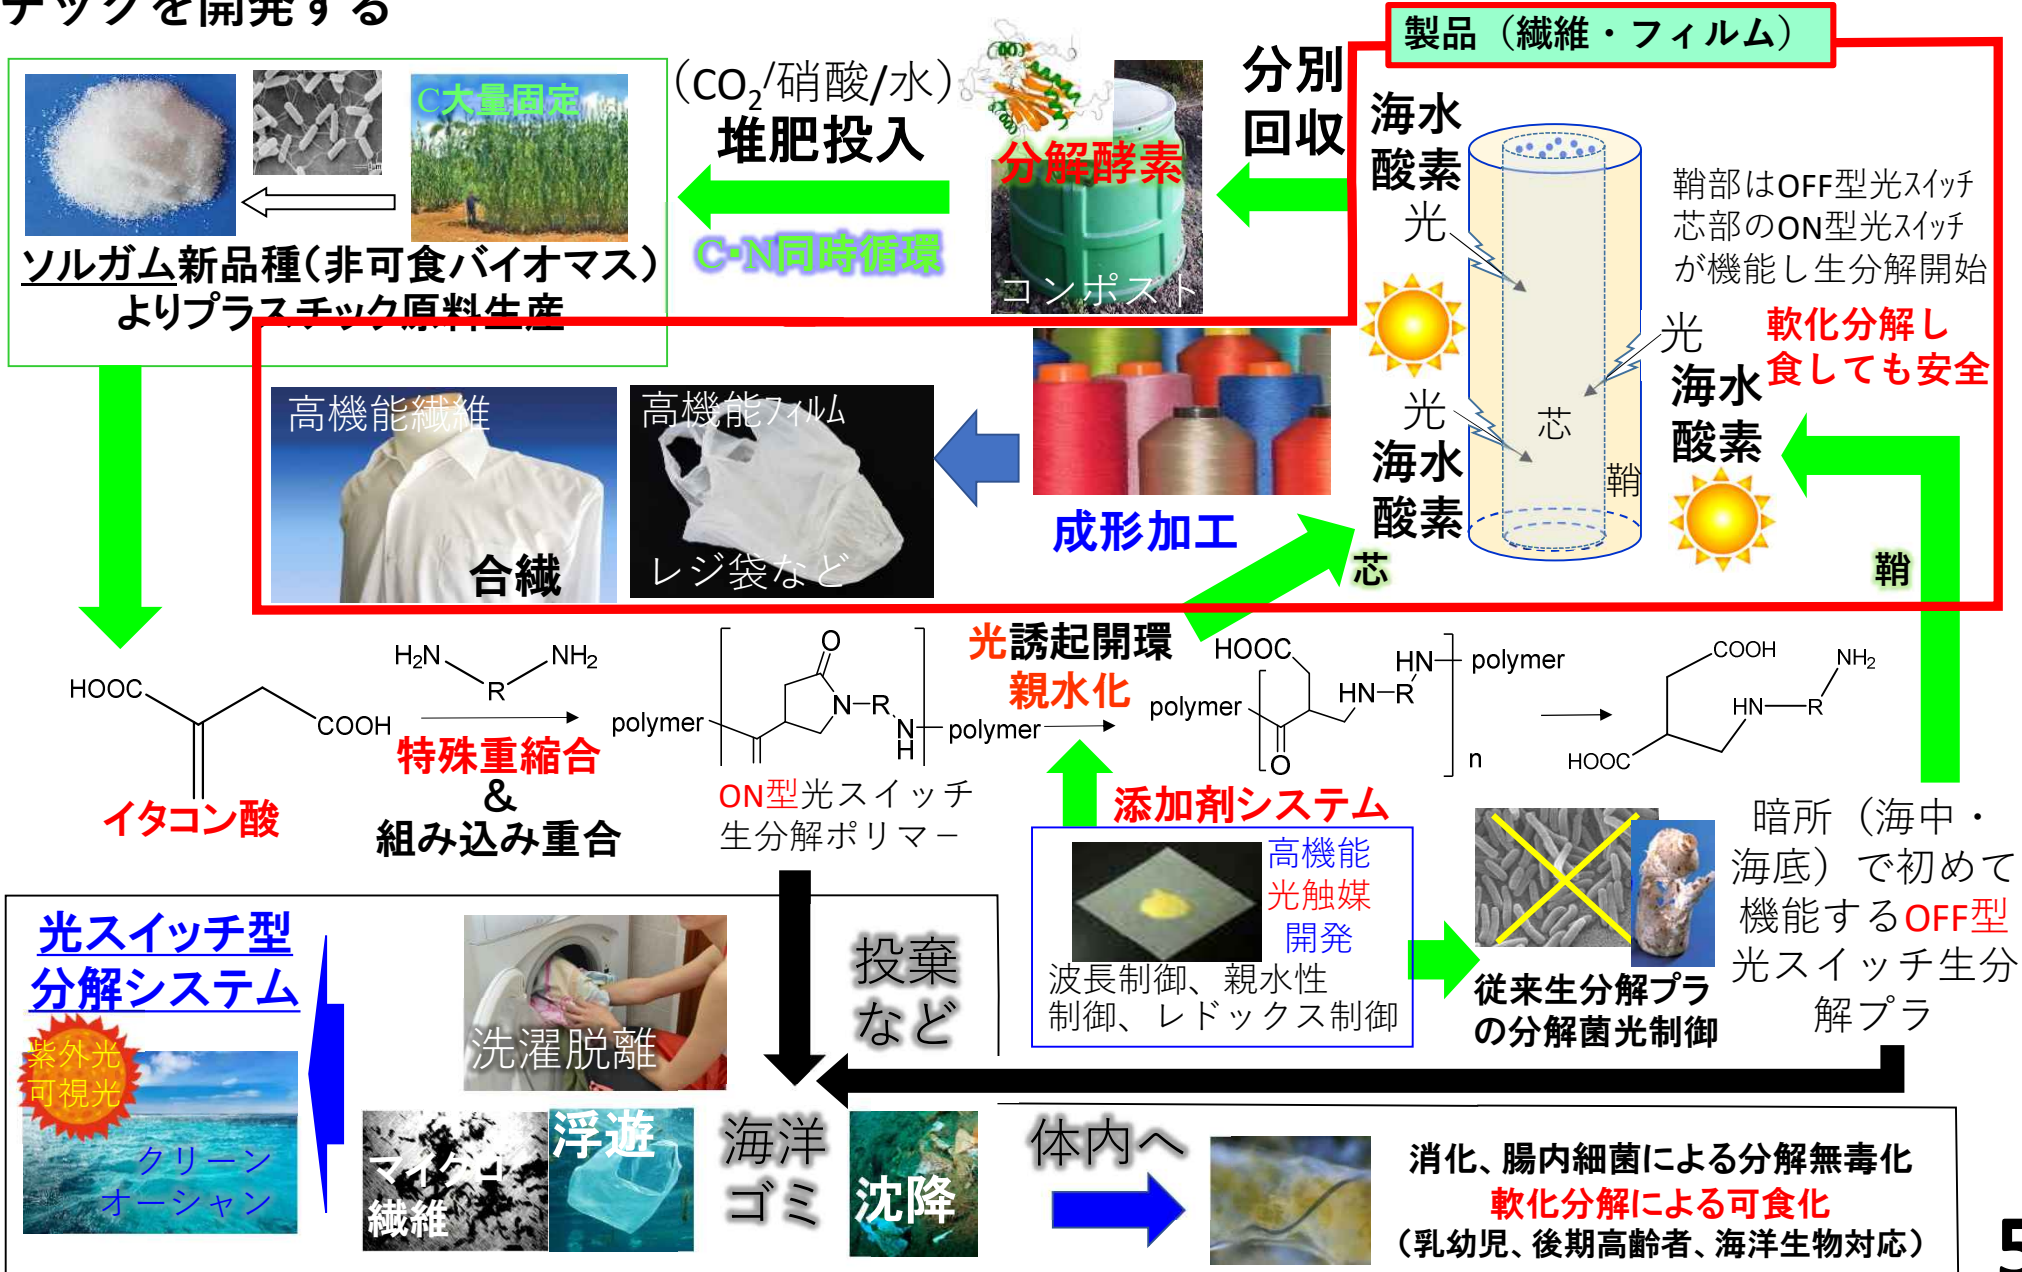 チックを開発する
製品（繊維・フィルム）
C大量固定
ソルガム新品種（非可食バイオマス）
よりプラスチック原料生産
（CO₂/硝酸/水）
堆肥投入
C・N同時循環
分解酵素
コンポスト
分別
回収
海水
酸素
光
鞘部はOFF型光スイッチ
芯部のON型光スイッチ
が機能し生分解開始
軟化分解し
食しても安全
光
海水
酸素
光
海水
酸素
芯
鞘
芯
鞘
高機能繊維
合繊
高機能フィルム
レジ袋など
成形加工
HOOC
COOH
イタコン酸
H₂N
NH₂
R
特殊重縮合
&
組み込み重合
polymer
O
N
R
N
H
polymer
ON型光スイッチ
生分解ポリマー
光誘起開環
親水化
HOOC
polymer
O
HN
R
HN
polymer
n
COOH
NH₂
HN
R
HOOC
添加剤システム
高機能
光触媒
開発
波長制御、親水性
制御、レドックス制御
従来生分解プラ
の分解菌光制御
暗所（海中・
海底）で初めて
機能するOFF型
光スイッチ生分
解プラ
光スイッチ型
分解システム
紫外光
可視光
クリーン
オーシャン
洗濯脱離
投棄
など
マイクロ
繊維
浮遊
海洋
ゴミ
沈降
体内へ
消化、腸内細菌による分解無毒化
軟化分解による可食化
（乳幼児、後期高齢者、海洋生物対応）
5